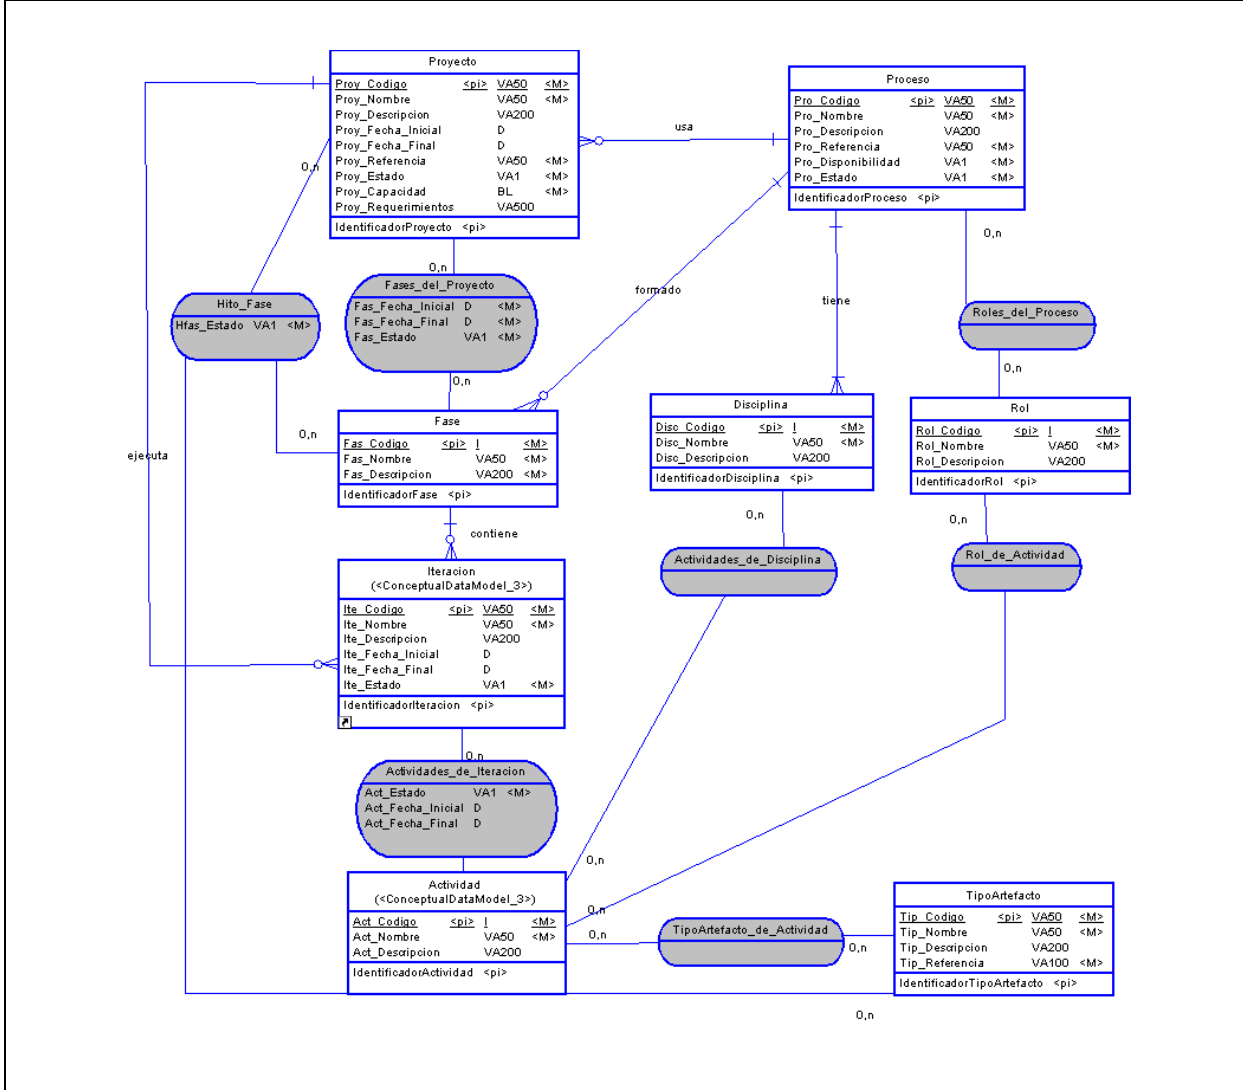 Proyecto
Proy_Codigo <pi> VA50 <M>
Proy_Nombre VA50 <M>
Proy_Descripcion VA200
Proy_Fecha_Inicial D
Proy_Fecha_Final D
Proy_Referencia VA50 <M>
Proy_Estado VA1 <M>
Proy_Capacidad BL <M>
Proy_Requerimientos VA500
IdentificadorProyecto <pi>
Proceso
Pro_Codigo <pi> VA50 <M>
Pro_Nombre VA50 <M>
Pro_Descripcion VA200
Pro_Referencia VA50 <M>
Pro_Disponibilidad VA1 <M>
Pro_Estado VA1 <M>
IdentificadorProceso <pi>
usa
0,n
0,n
0,n
formado
tiene
Hito_Fase
Hfas_Estado VA1 <M>
Fases_del_Proyecto
Fas_Fecha_Inicial D <M>
Fas_Fecha_Final D <M>
Fas_Estado VA1 <M>
Roles_del_Proceso
0,n
0,n
0,n
ejecuta
Fase
Fas_Codigo <pi> I <M>
Fas_Nombre VA50 <M>
Fas_Descripcion VA200 <M>
IdentificadorFase <pi>
Disciplina
Disc_Codigo <pi> I <M>
Disc_Nombre VA50 <M>
Disc_Descripcion VA200
IdentificadorDisciplina <pi>
Rol
Rol_Codigo <pi> I <M>
Rol_Nombre VA50 <M>
Rol_Descripcion VA200
IdentificadorRol <pi>
contiene
0,n
0,n
Iteracion
(<ConceptualDataModel_3>)
Ite_Codigo <pi> VA50 <M>
Ite_Nombre VA50 <M>
Ite_Descripcion VA200
Ite_Fecha_Inicial D
Ite_Fecha_Final D
Ite_Estado VA1 <M>
IdentificadorIteracion <pi>
Actividades_de_Disciplina
Rol_de_Actividad
0,n
Actividades_de_Iteracion
Act_Estado VA1 <M>
Act_Fecha_Inicial D
Act_Fecha_Final D
0,n
0,n
0,n
Actividad
(<ConceptualDataModel_3>)
Act_Codigo <pi> I <M>
Act_Nombre VA50 <M>
Act_Descripcion VA200
IdentificadorActividad <pi>
TipoArtefacto_de_Actividad
0,n
TipoArtefacto
Tip_Codigo <pi> VA50 <M>
Tip_Nombre VA50 <M>
Tip_Descripcion VA200
Tip_Referencia VA100 <M>
IdentificadorTipoArtefacto <pi>
0,n